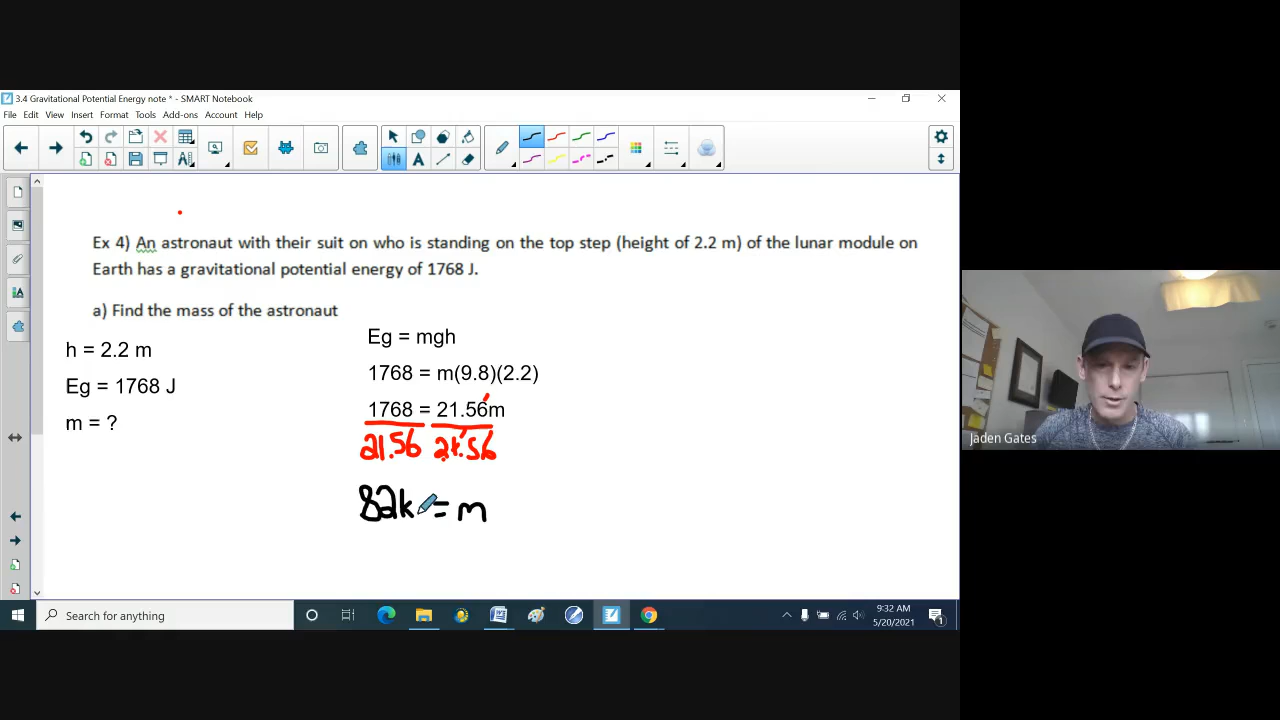 3.4 Gravitational Potential Energy note * - SMART Notebook
File Edit View Insert Format Tools Add-ons Account Help
Ex 4) An astronaut with their suit on who is standing on the top step (height of 2.2 m) of the lunar module on
Earth has a gravitational potential energy of 1768 J.
a) Find the mass of the astronaut
h = 2.2 m
Eg = 1768 J
m = ?
Eg = mgh
1768 = m(9.8)(2.2)
1768 = 21.56m
21.56 21.56
82k = m
Jaden Gates
Search for anything
9:32 AM
5/20/2021
1